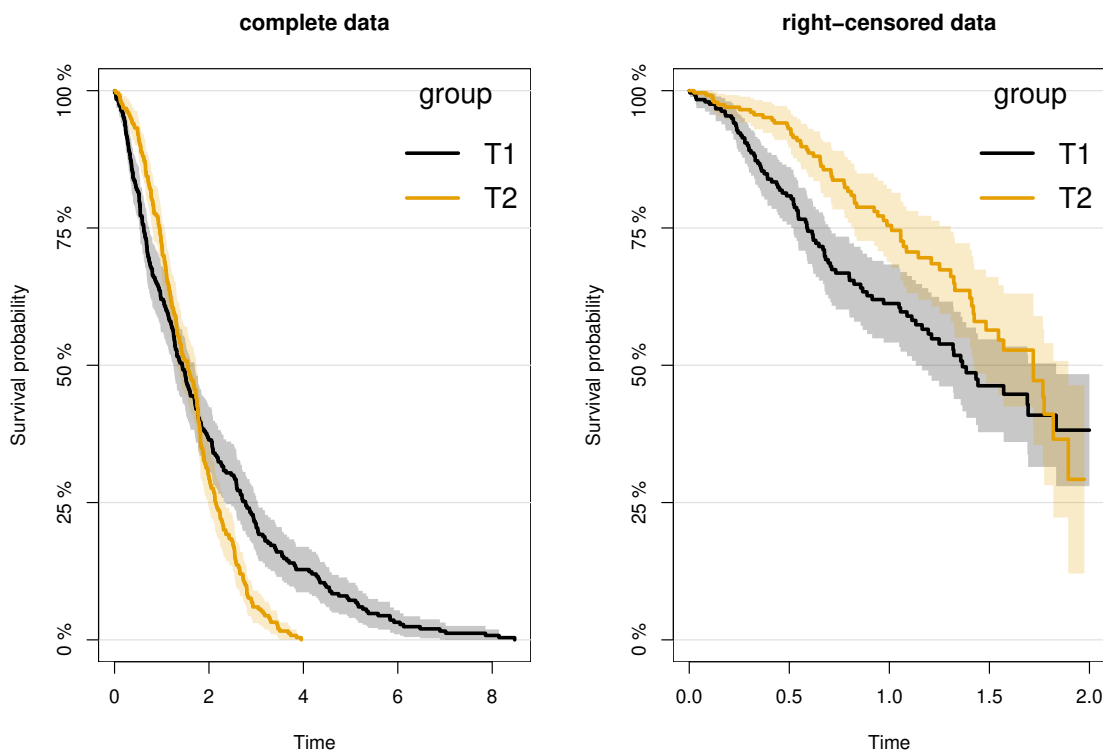 complete data
Survival probability
100 %
75 %
50 %
25 %
0 %
group
T1
T2
0
2
4
6
8
Time
right−censored data
Survival probability
100 %
75 %
50 %
25 %
0 %
group
T1
T2
0.0
0.5
1.0
1.5
2.0
Time